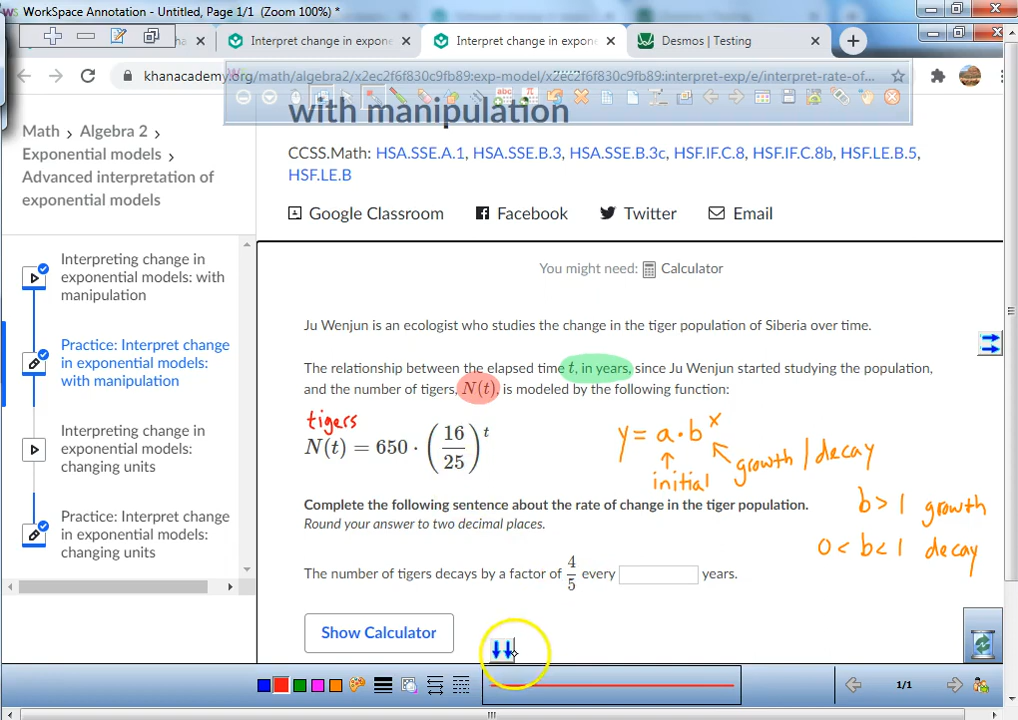 WorkSpace Annotation - Untitled, Page 1/1 (Zoom 100%) *
Interpret change in expone
Interpret change in expone
Desmos | Testing
khanacademy.org/math/algebra2/x2ec2f6f830c9fb89:exp-model/x2ec2f6f830c9fb89:interpret-exp/e/interpret-rate-of...
with manipulation
Math > Algebra 2 >
Exponential models >
Advanced interpretation of
exponential models
CCSS.Math: HSA.SSE.A.1, HSA.SSE.B.3, HSA.SSE.B.3c, HSF.IF.C.8, HSF.IF.C.8b, HSF.LE.B.5,
HSF.LE.B
Google Classroom Facebook Twitter Email
Interpreting change in
exponential models: with
manipulation
Practice: Interpret change
in exponential models:
with manipulation
Interpreting change in
exponential models:
changing units
Practice: Interpret change
in exponential models:
changing units
You might need: Calculator
Ju Wenjun is an ecologist who studies the change in the tiger population of Siberia over time.
The relationship between the elapsed time t, in years, since Ju Wenjun started studying the population,
and the number of tigers, N(t), is modeled by the following function:
tigers
N(t) = 650 · (16/25)^t
y = a · b^x
initial
growth / decay
b > 1 growth
0 < b < 1 decay
Complete the following sentence about the rate of change in the tiger population.
Round your answer to two decimal places.
The number of tigers decays by a factor of 4/5 every years.
Show Calculator
1/1